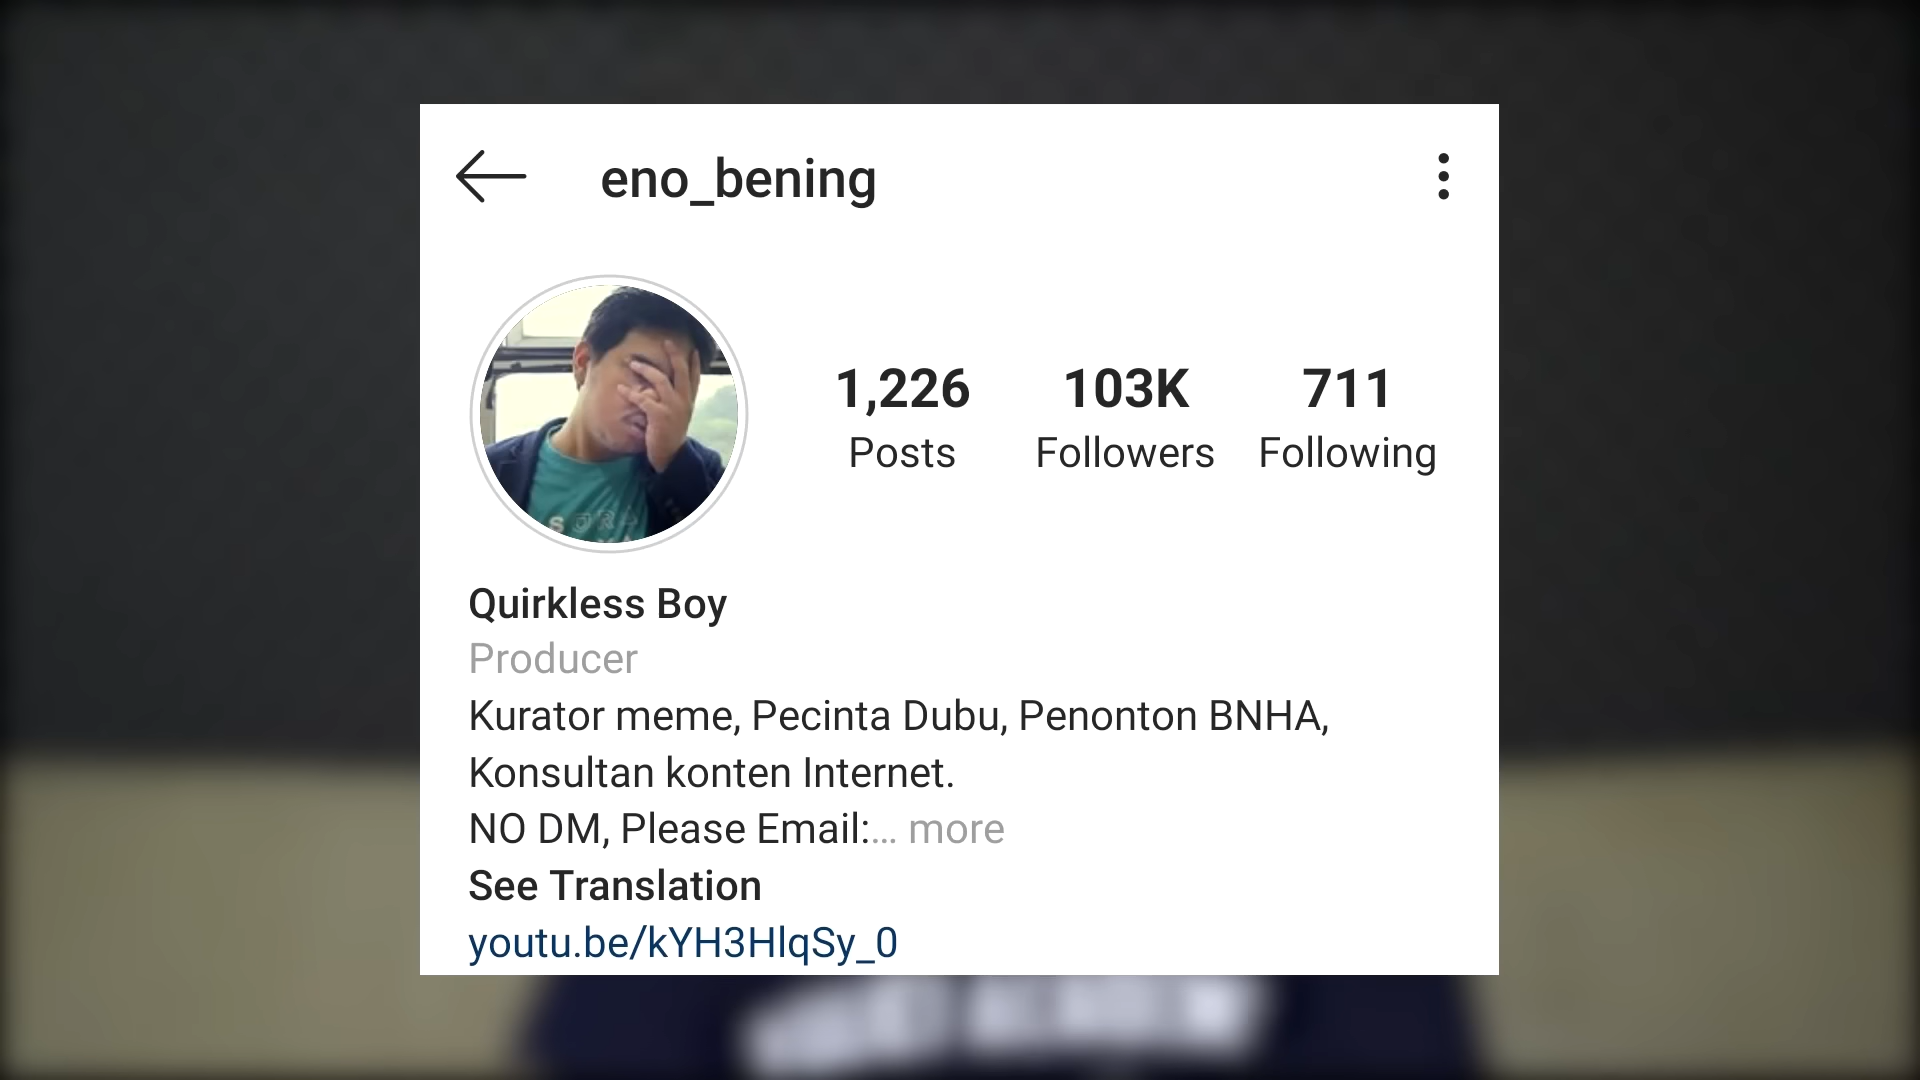 eno_bening
1,226 103K 711
Posts Followers Following
Quirkless Boy
Producer
Kurator meme, Pecinta Dubu, Penonton BNHA,
Konsultan konten Internet.
NO DM, Please Email:... more
See Translation
youtu.be/kYH3HlqSy_0